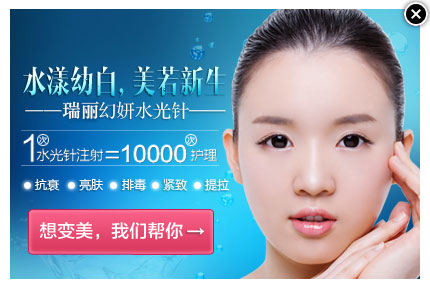 水漾幼白，美若新生
——瑞丽幻妍水光针——
1次水光针注射=10000次护理
抗衰 亮肤 排毒 紧致 提拉
想变美，我们帮你→